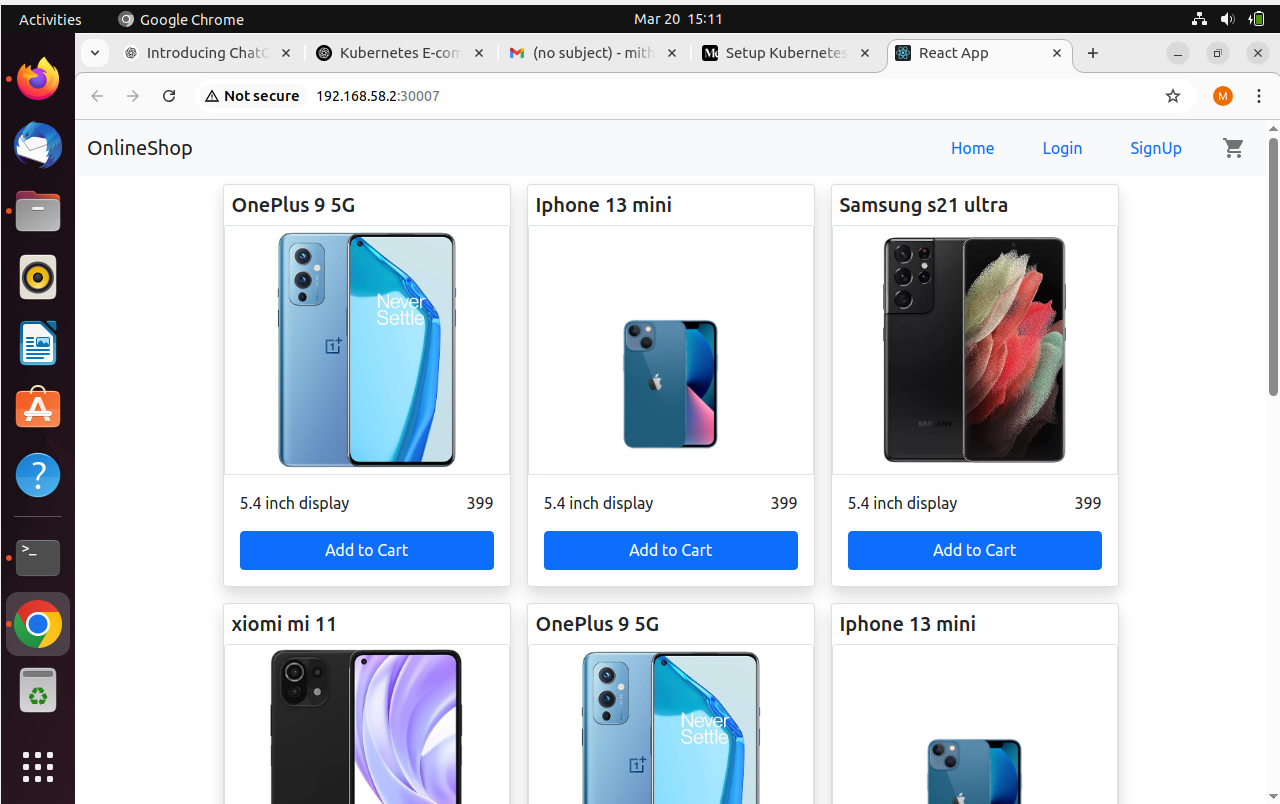 Activities
Google Chrome
Mar 20 15:11
Introducing ChatG
Kubernetes E-com
(no subject) - mith
Setup Kubernetes
React App
Not secure
192.168.58.2:30007
M
OnlineShop
Home
Login
SignUp
OnePlus 9 5G
Iphone 13 mini
Samsung s21 ultra
Never
Settle
SAMSUNG
5.4 inch display
399
5.4 inch display
399
5.4 inch display
399
Add to Cart
Add to Cart
Add to Cart
xiomi mi 11
OnePlus 9 5G
Iphone 13 mini
Never
Settle